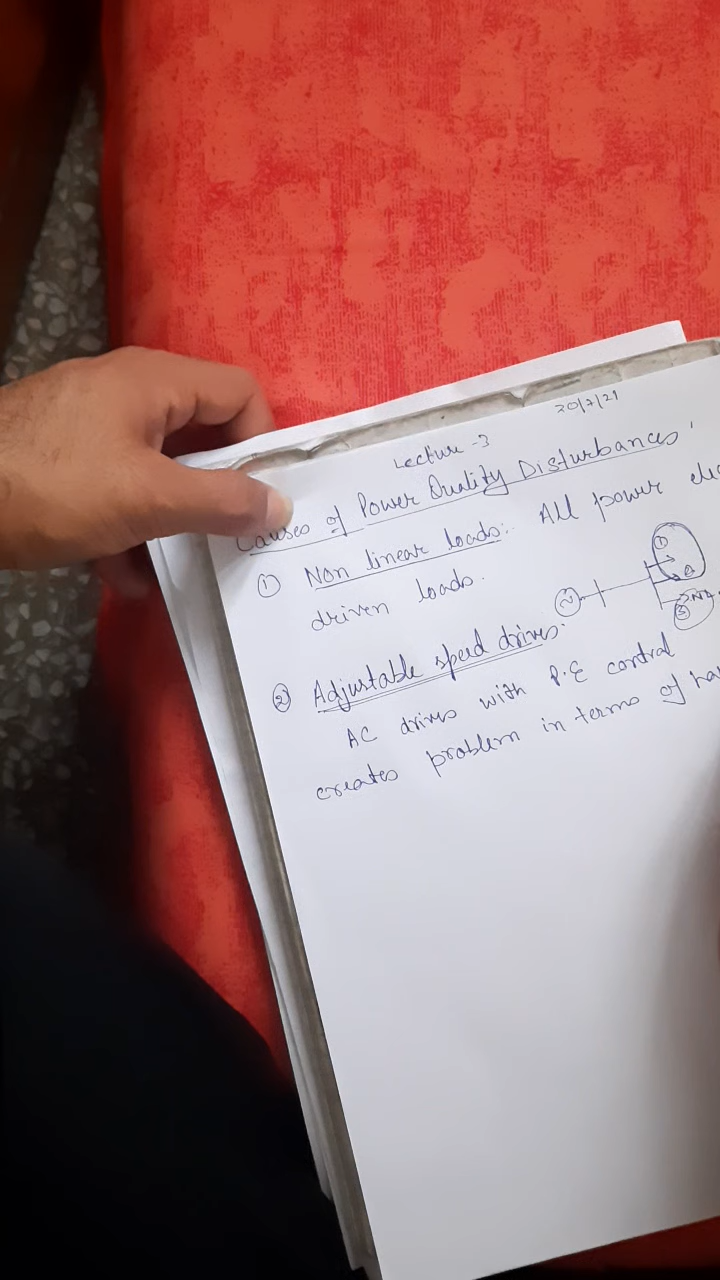 30/7/21
Lecture -3
Causes of Power Quality Disturbances'
① Non linear loads:- All power
driven loads.
② Adjustable speed drives:-
AC drives with P.E control
creates problem in terms of